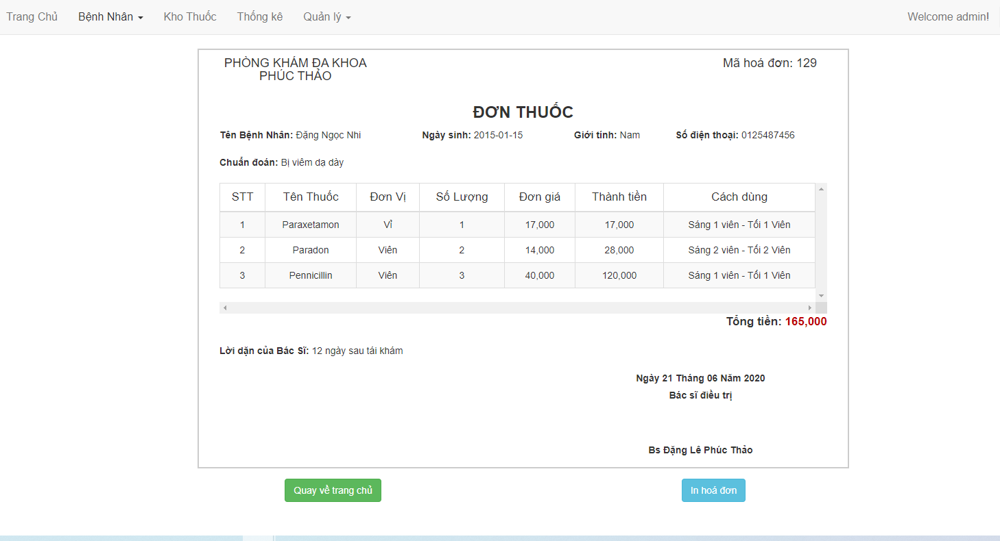 Trang Chủ Bệnh Nhân Kho Thuốc Thống kê Quản lý Welcome admin!
PHÒNG KHÁM ĐA KHOA
PHÚC THẢO
Mã hoá đơn: 129
ĐƠN THUỐC
Tên Bệnh Nhân: Đặng Ngọc Nhi Ngày sinh: 2015-01-15 Giới tính: Nam Số điện thoại: 0125487456
Chuẩn đoán: Bị viêm dạ dày
STT Tên Thuốc Đơn Vị Số Lượng Đơn giá Thành tiền Cách dùng
1 Paraxetamon Vỉ 1 17,000 17,000 Sáng 1 viên - Tối 1 Viên
2 Paradon Viên 2 14,000 28,000 Sáng 2 viên - Tối 2 Viên
3 Pennicillin Viên 3 40,000 120,000 Sáng 1 viên - Tối 1 Viên
Tổng tiền: 165,000
Lời dặn của Bác Sĩ: 12 ngày sau tái khám
Ngày 21 Tháng 06 Năm 2020
Bác sĩ điều trị
Bs Đặng Lê Phúc Thảo
Quay về trang chủ In hoá đơn